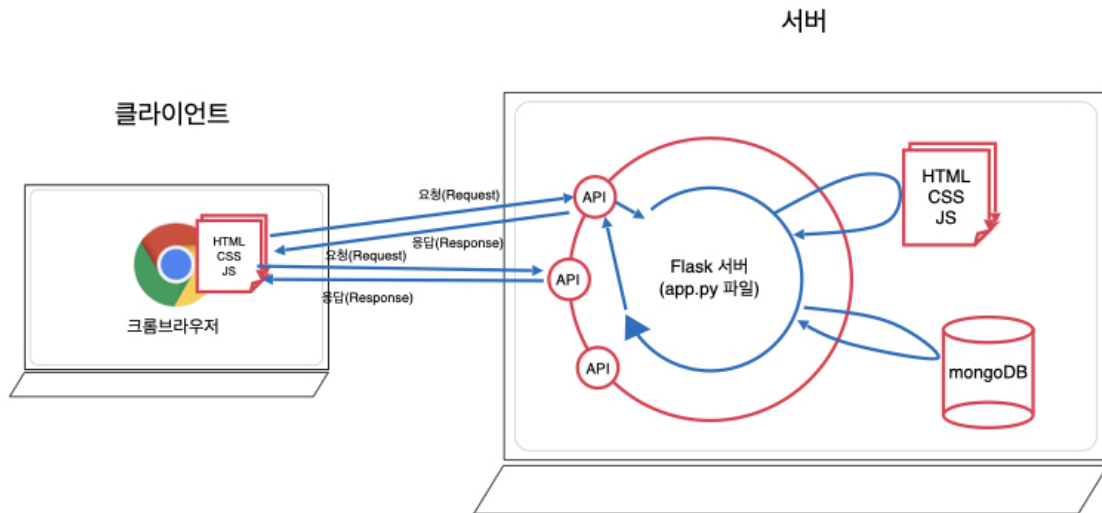 서버
클라이언트
HTML
CSS
JS
크롬브라우저
요청(Request)
응답(Response)
요청(Request)
응답(Response)
API
API
API
Flask 서버
(app.py 파일)
HTML
CSS
JS
mongoDB